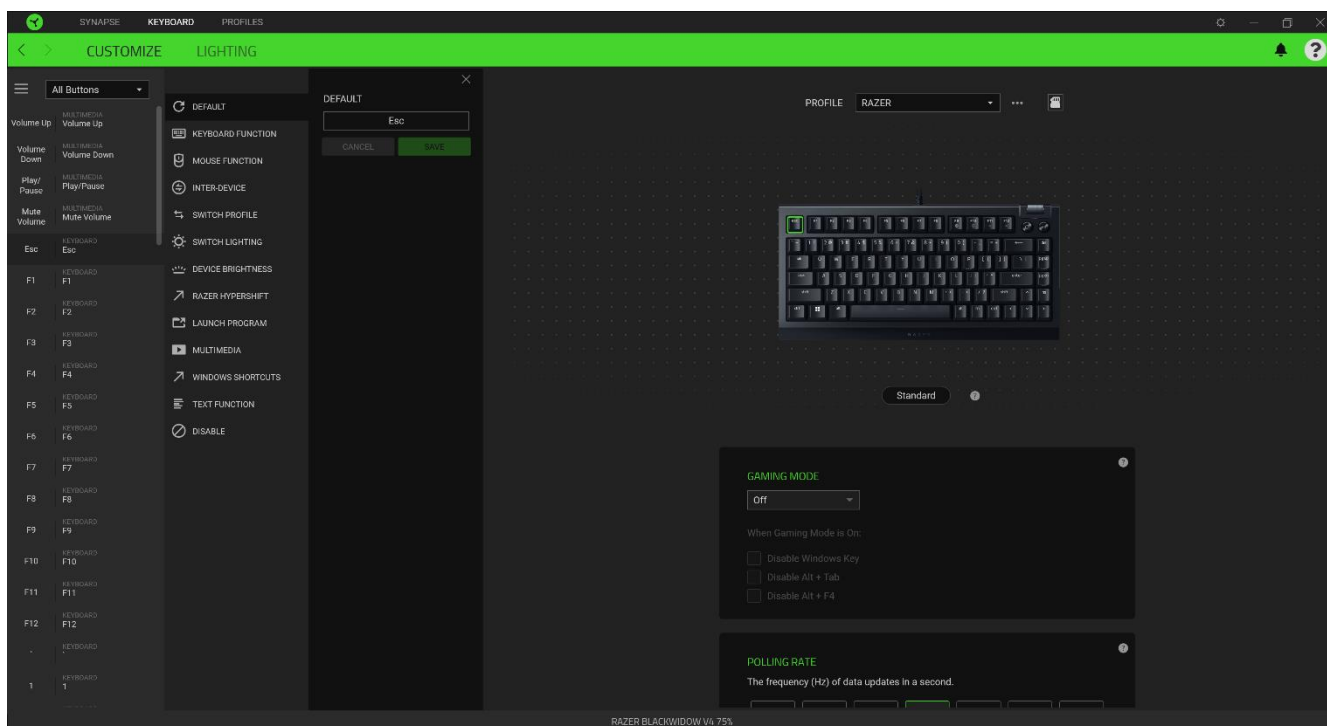 SYNAPSE KEYBOARD PROFILES
CUSTOMIZE LIGHTING
All Buttons
Volume Up MULTIMEDIA Volume Up
Volume Down MULTIMEDIA Volume Down
Play/Pause MULTIMEDIA Play/Pause
Mute Volume MULTIMEDIA Mute Volume
Esc KEYBOARD Esc
F1 KEYBOARD F1
F2 KEYBOARD F2
F3 KEYBOARD F3
F4 KEYBOARD F4
F5 KEYBOARD F5
F6 KEYBOARD F6
F7 KEYBOARD F7
F8 KEYBOARD F8
F9 KEYBOARD F9
F10 KEYBOARD F10
F11 KEYBOARD F11
F12 KEYBOARD F12
KEYBOARD
1 KEYBOARD 1
DEFAULT
KEYBOARD FUNCTION
MOUSE FUNCTION
INTER-DEVICE
SWITCH PROFILE
SWITCH LIGHTING
DEVICE BRIGHTNESS
RAZER HYPERSHIFT
LAUNCH PROGRAM
MULTIMEDIA
WINDOWS SHORTCUTS
TEXT FUNCTION
DISABLE
DEFAULT
Esc
CANCEL SAVE
PROFILE RAZER
Standard
GAMING MODE
Off
When Gaming Mode is On:
Disable Windows Key
Disable Alt + Tab
Disable Alt + F4
POLLING RATE
The frequency (Hz) of data updates in a second.
RAZER BLACKWIDOW V4 75%